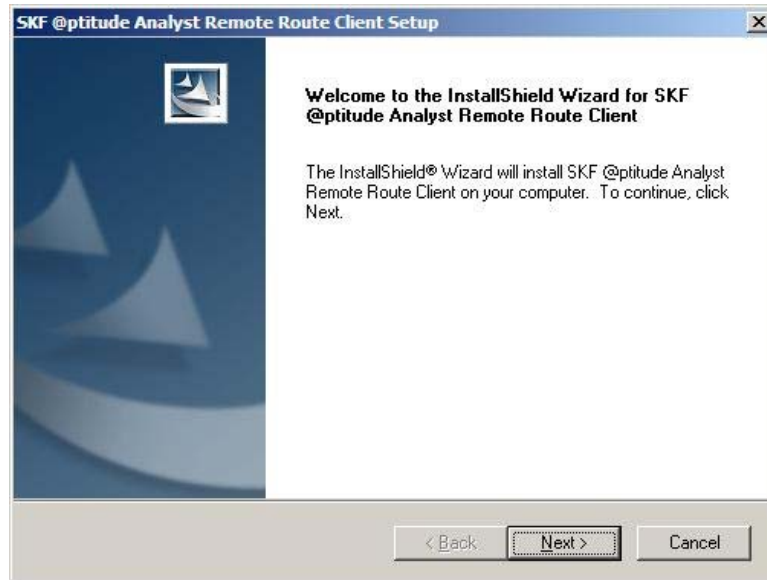 SKF @ptitude Analyst Remote Route Client Setup
Welcome to the InstallShield Wizard for SKF
@ptitude Analyst Remote Route Client
The InstallShield® Wizard will install SKF @ptitude Analyst
Remote Route Client on your computer. To continue, click
Next.
< Back
Next >
Cancel